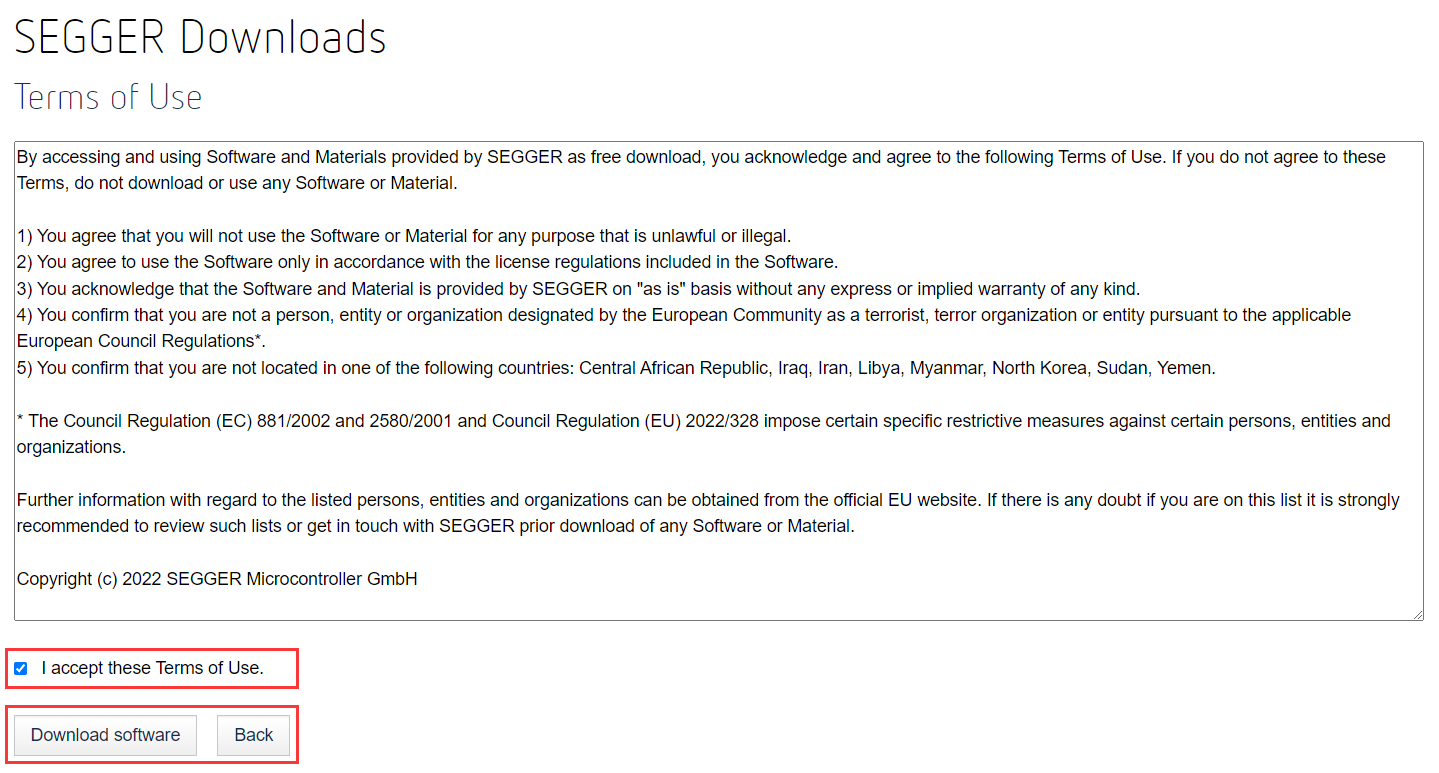 SEGGER Downloads
Terms of Use
By accessing and using Software and Materials provided by SEGGER as free download, you acknowledge and agree to the following Terms of Use. If you do not agree to these
Terms, do not download or use any Software or Material.
1) You agree that you will not use the Software or Material for any purpose that is unlawful or illegal.
2) You agree to use the Software only in accordance with the license regulations included in the Software.
3) You acknowledge that the Software and Material is provided by SEGGER on "as is" basis without any express or implied warranty of any kind.
4) You confirm that you are not a person, entity or organization designated by the European Community as a terrorist, terror organization or entity pursuant to the applicable
European Council Regulations*.
5) You confirm that you are not located in one of the following countries: Central African Republic, Iraq, Iran, Libya, Myanmar, North Korea, Sudan, Yemen.
* The Council Regulation (EC) 881/2002 and 2580/2001 and Council Regulation (EU) 2022/328 impose certain specific restrictive measures against certain persons, entities and
organizations.
Further information with regard to the listed persons, entities and organizations can be obtained from the official EU website. If there is any doubt if you are on this list it is strongly
recommended to review such lists or get in touch with SEGGER prior download of any Software or Material.
Copyright (c) 2022 SEGGER Microcontroller GmbH
I accept these Terms of Use.
Download software Back